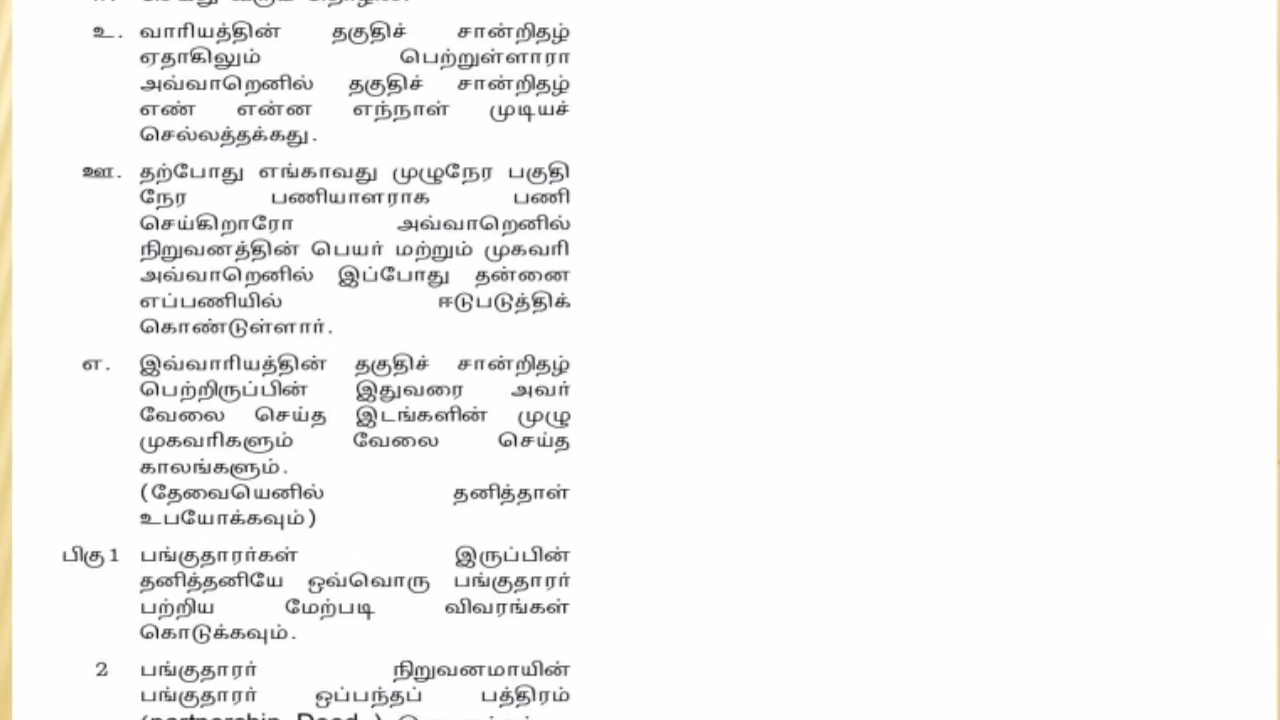 உ. வாரியத்தின் தகுதிச் சான்றிதழ்
ஏதாகிலும் பெற்றுள்ளாரா
அவ்வாறெனில் தகுதிச் சான்றிதழ்
எண் என்ன எந்நாள் முடியச்
செல்லத்தக்கது.
ஊ. தற்போது எங்காவது முழுநேர பகுதி
நேர பணியாளராக பணி
செய்கிறாரோ அவ்வாறெனில்
நிறுவனத்தின் பெயர் மற்றும் முகவரி
அவ்வாறெனில் இப்போது தன்னை
எப்பணியில் ஈடுபடுத்திக்
கொண்டுள்ளார்.
எ. இவ்வாரியத்தின் தகுதிச் சான்றிதழ்
பெற்றிருப்பின் இதுவரை அவர்
வேலை செய்த இடங்களின் முழு
முகவரிகளும் வேலை செய்த
காலங்களும்.
(தேவையெனில் தனித்தாள்
உபயோக்கவும்)
பிகு 1 பங்குதாரர்கள் இருப்பின்
தனித்தனியே ஒவ்வொரு பங்குதாரர்
பற்றிய மேற்படி விவரங்கள்
கொடுக்கவும்.
2 பங்குதாரர் நிறுவனமாயின்
பங்குதாரர் ஒப்பந்தப் பத்திரம்
(partnership Deed )